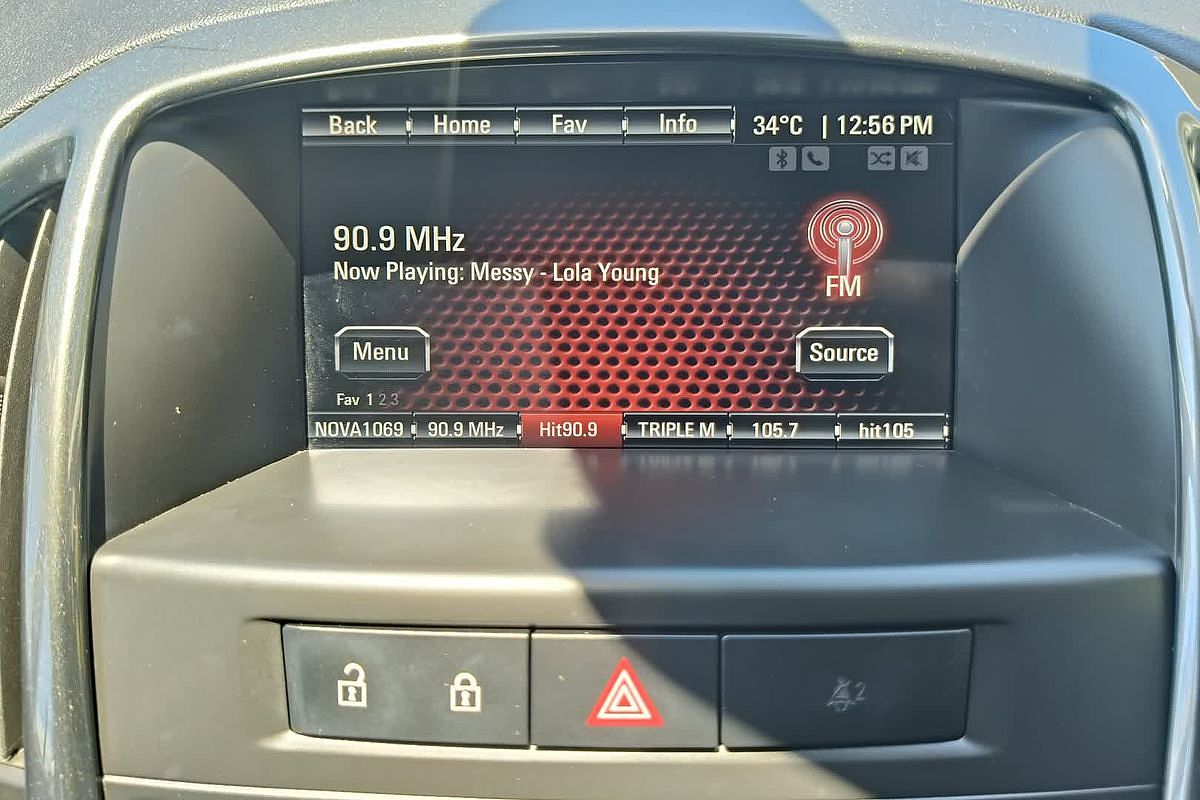 Back Home Fav Info 34°C | 12:56 PM
90.9 MHz
Now Playing: Messy - Lola Young
FM
Menu Source
Fav 1 2 3
NOVA1069 90.9 MHz Hit90.9 TRIPLE M 105.7 hit105
2